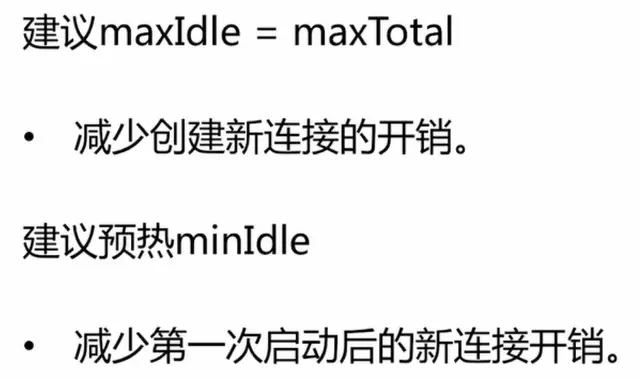 建议maxIdle = maxTotal
• 减少创建新连接的开销。
建议预热minIdle
• 减少第一次启动后的新连接开销。